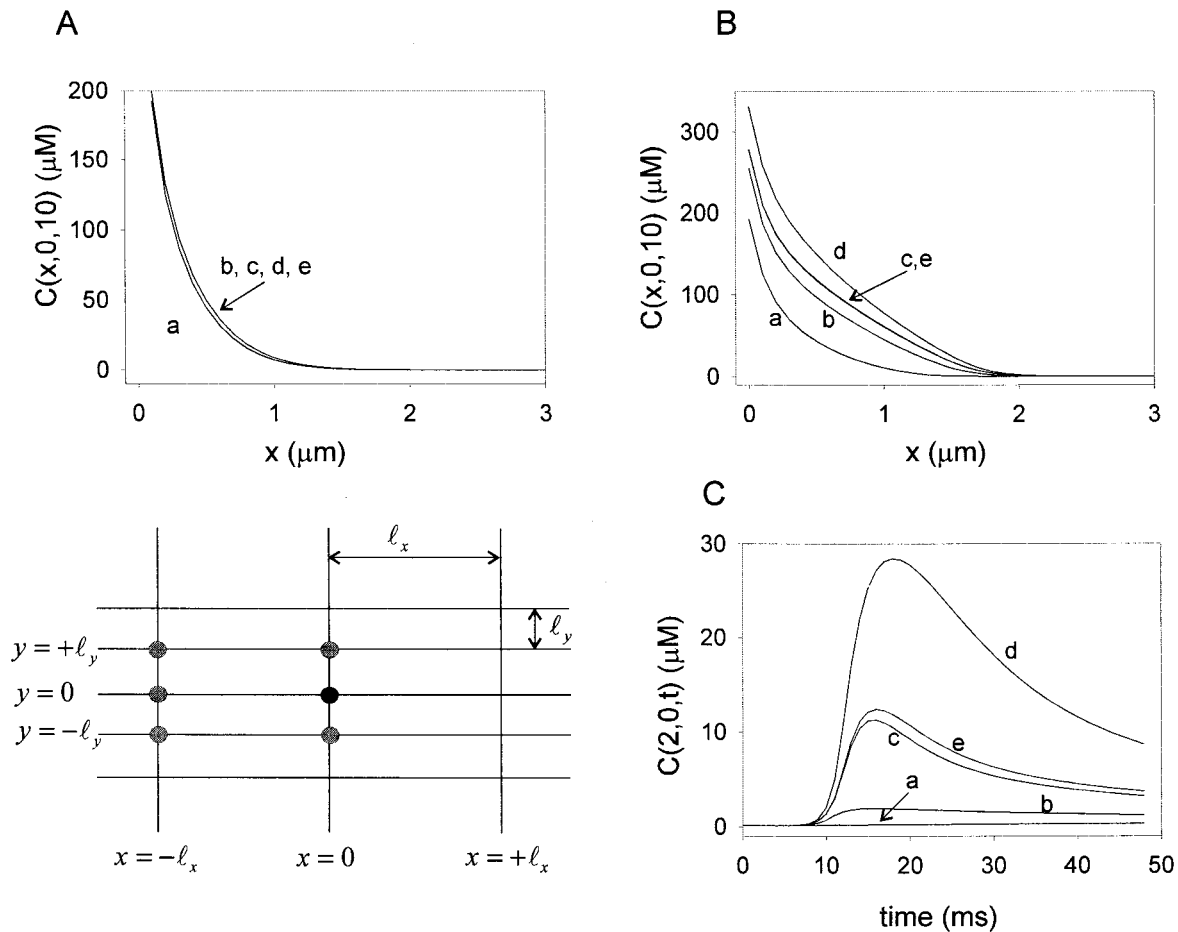 A
C(x,0,10) (μM)
200
150
100
50
0
b, c, d, e
a
0 1 2 3
x (μm)
B
C(x,0,10) (μM)
300
200
100
0
d
c,e
b
a
0 1 2 3
x (μm)
ℓx
ℓy
y = +ℓy
y = 0
y = −ℓy
x = −ℓx
x = 0
x = +ℓx
C
C(2,0,t) (μM)
30
20
10
0
d
e
c
a
b
0 10 20 30 40 50
time (ms)